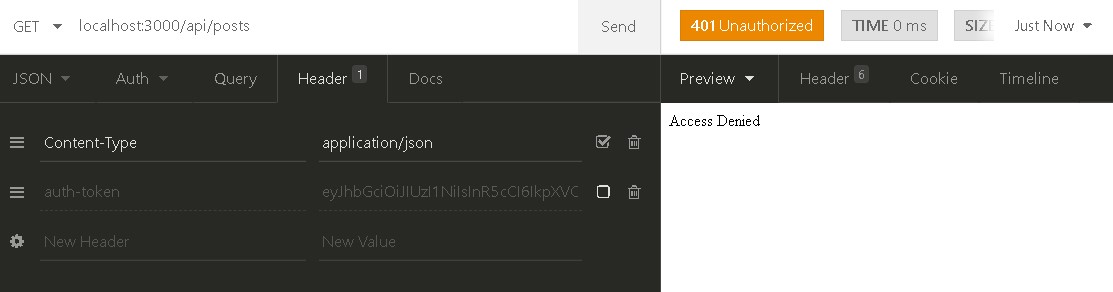 GET localhost:3000/api/posts Send 401 Unauthorized TIME 0 ms SIZE Just Now
JSON Auth Query Header 1 Docs Preview Header 6 Cookie Timeline
Access Denied
Content-Type application/json
auth-token eyJhbGciOiJIUzI1NiIsInR5cCI6IkpXVC
New Header New Value